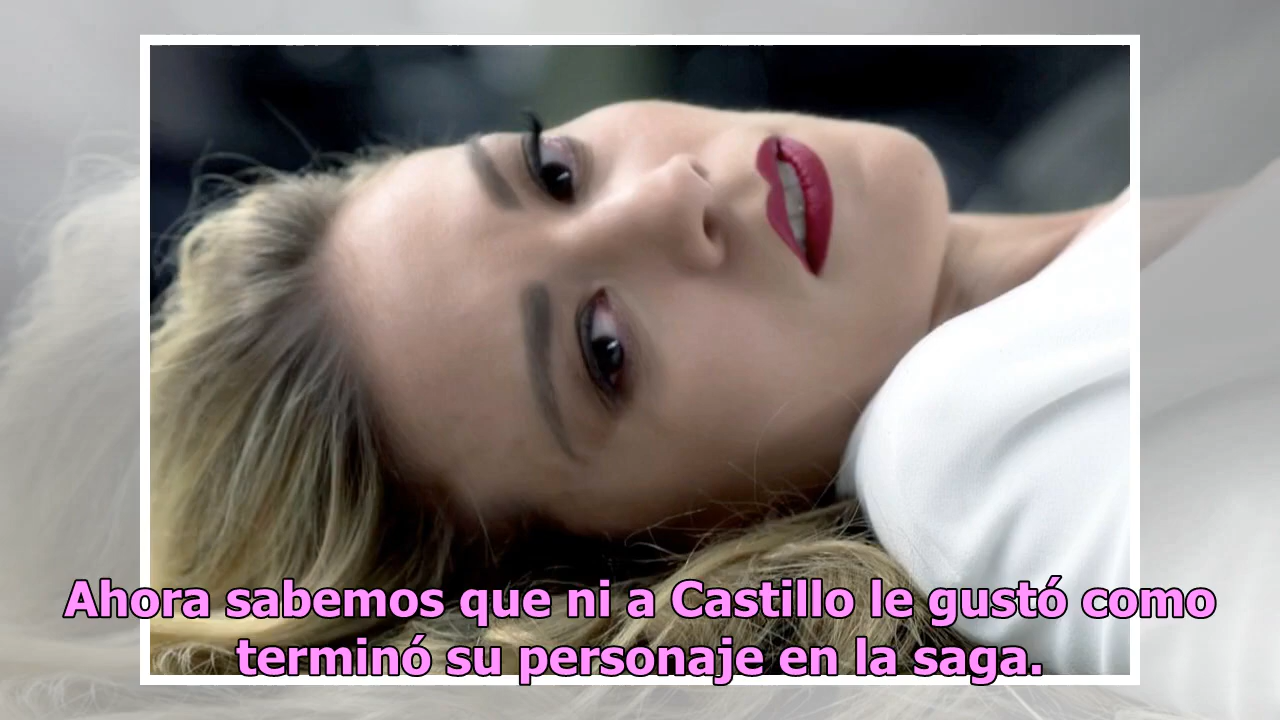 Ahora sabemos que ni a Castillo le gustó como
terminó su personaje en la saga.